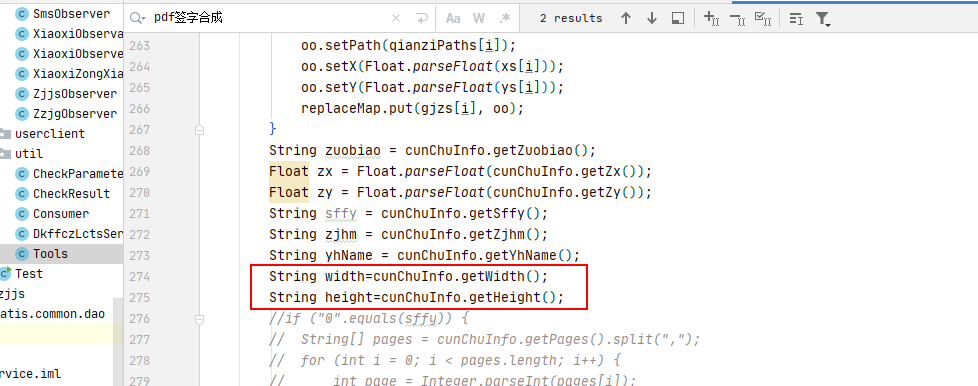 SmsObserver
XiaoxiObserva
XiaoxiObserve
XiaoZongXia
ZjjsObserver
ZzjgObserver
userclient
util
CheckParamete
CheckResult
Consumer
DkffczLctsSer
Tools
Test
zjjs
atis.common.dao
rvice.iml
pdf签字合成
Aa W .* 2 results
263 oo.setPath(qianziPaths[i]);
264 oo.setX(Float.parseFloat(xs[i]));
265 oo.setY(Float.parseFloat(ys[i]));
266 replaceMap.put(gjzs[i], oo);
267 }
268 String zuobiao = cunChuInfo.getZuobiao();
269 Float zx = Float.parseFloat(cunChuInfo.getZx());
270 Float zy = Float.parseFloat(cunChuInfo.getZy());
271 String sffy = cunChuInfo.getSffy();
272 String zjhm = cunChuInfo.getZjhm();
273 String yhName = cunChuInfo.getYhName();
274 String width=cunChuInfo.getWidth();
275 String height=cunChuInfo.getHeight();
276 //if ("0".equals(sffy)) {
277 // String[] pages = cunChuInfo.getPages().split(",");
278 // for (int i = 0; i < pages.length; i++) {
279 // int page = Integer.parseInt(pages[i]);